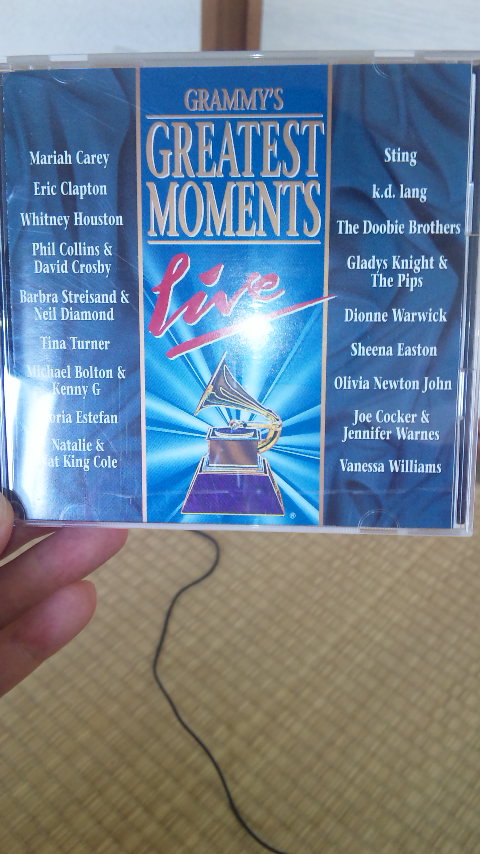 GRAMMY'S
GREATEST
MOMENTS
Live
Mariah Carey
Eric Clapton
Whitney Houston
Phil Collins &
David Crosby
Barbra Streisand &
Neil Diamond
Tina Turner
Michael Bolton &
Kenny G
oria Estefan
Natalie &
at King Cole
Sting
k.d. lang
The Doobie Brothers
Gladys Knight &
The Pips
Dionne Warwick
Sheena Easton
Olivia Newton John
Joe Cocker &
Jennifer Warnes
Vanessa Williams
®